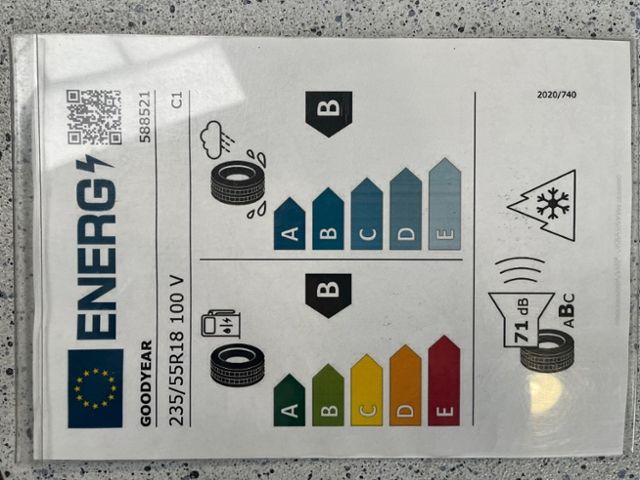 ENERG
GOODYEAR
588521
235/55R18 100 V
C1
A
B
C
D
E
B
A
B
C
D
E
B
71 dB
ABC
2020/740